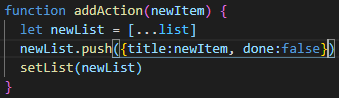 function addAction(newItem) {
  let newList = [...list]
  newList.push({title:newItem, done:false})
  setList(newList)
}